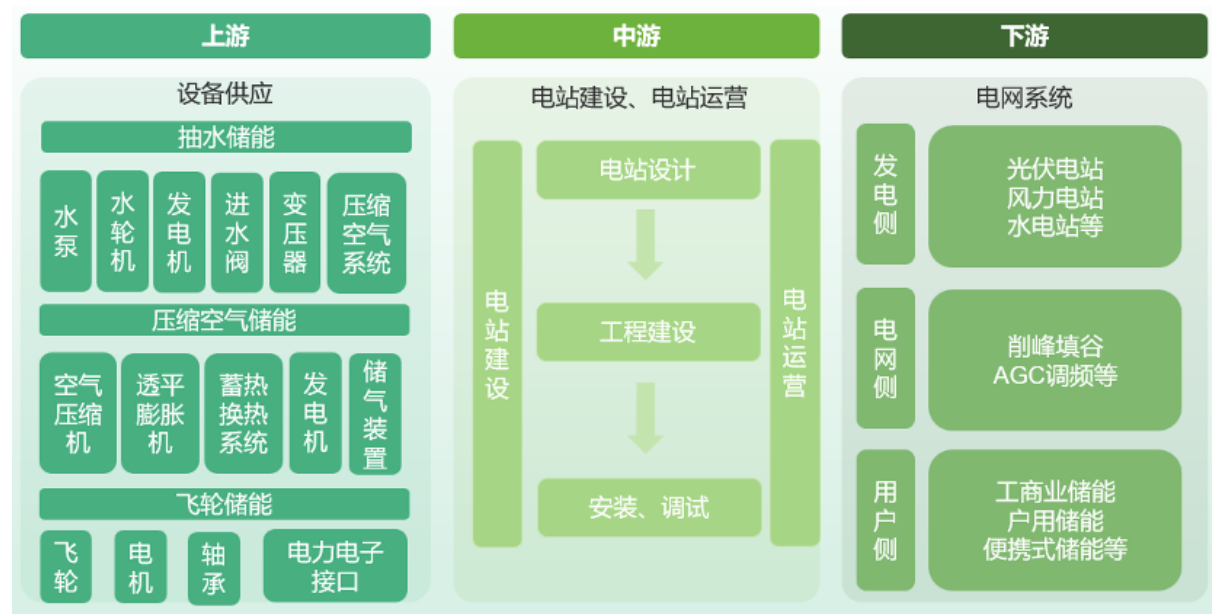 上游
设备供应
抽水储能
水泵
水轮机
发电机
进水阀
变压器
压缩
空气
系统
压缩空气储能
空气
压缩
机
透平
膨胀
机
蓄热
换热
系统
发电机
储气装置
飞轮储能
飞轮
电机
轴承
电力电子
接口
中游
电站建设、电站运营
电站建设
电站设计
工程建设
安装、调试
电站运营
下游
电网系统
发电侧
光伏电站
风力电站
水电站等
电网侧
削峰填谷
AGC调频等
用户侧
工商业储能
户用储能
便携式储能等